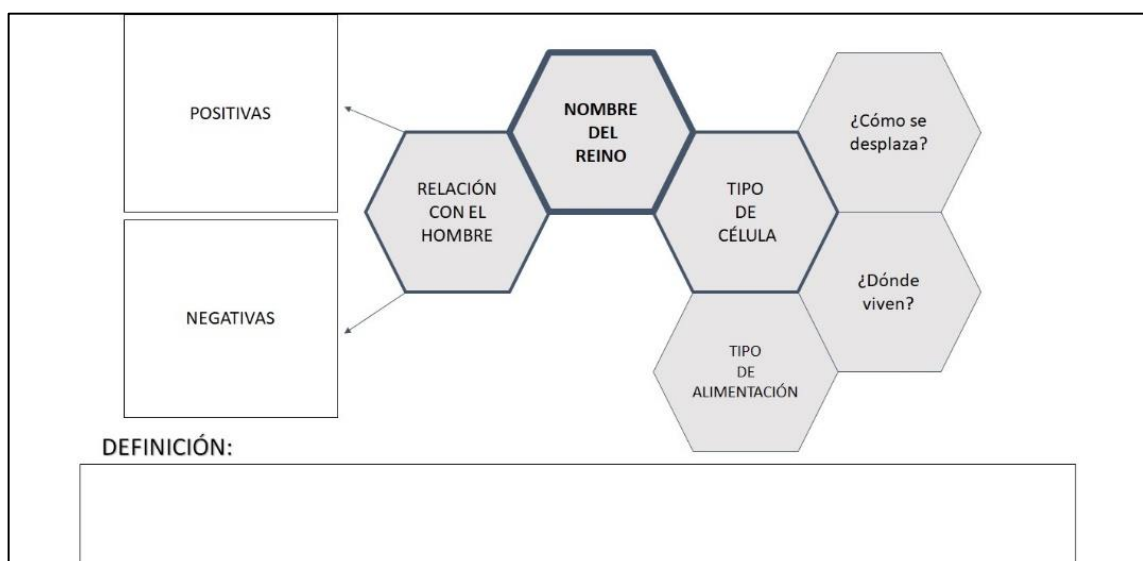 POSITIVAS
NEGATIVAS
RELACIÓN
CON EL
HOMBRE
NOMBRE
DEL
REINO
TIPO
DE
CÉLULA
¿Cómo se
desplaza?
¿Dónde
viven?
TIPO
DE
ALIMENTACIÓN
DEFINICIÓN: